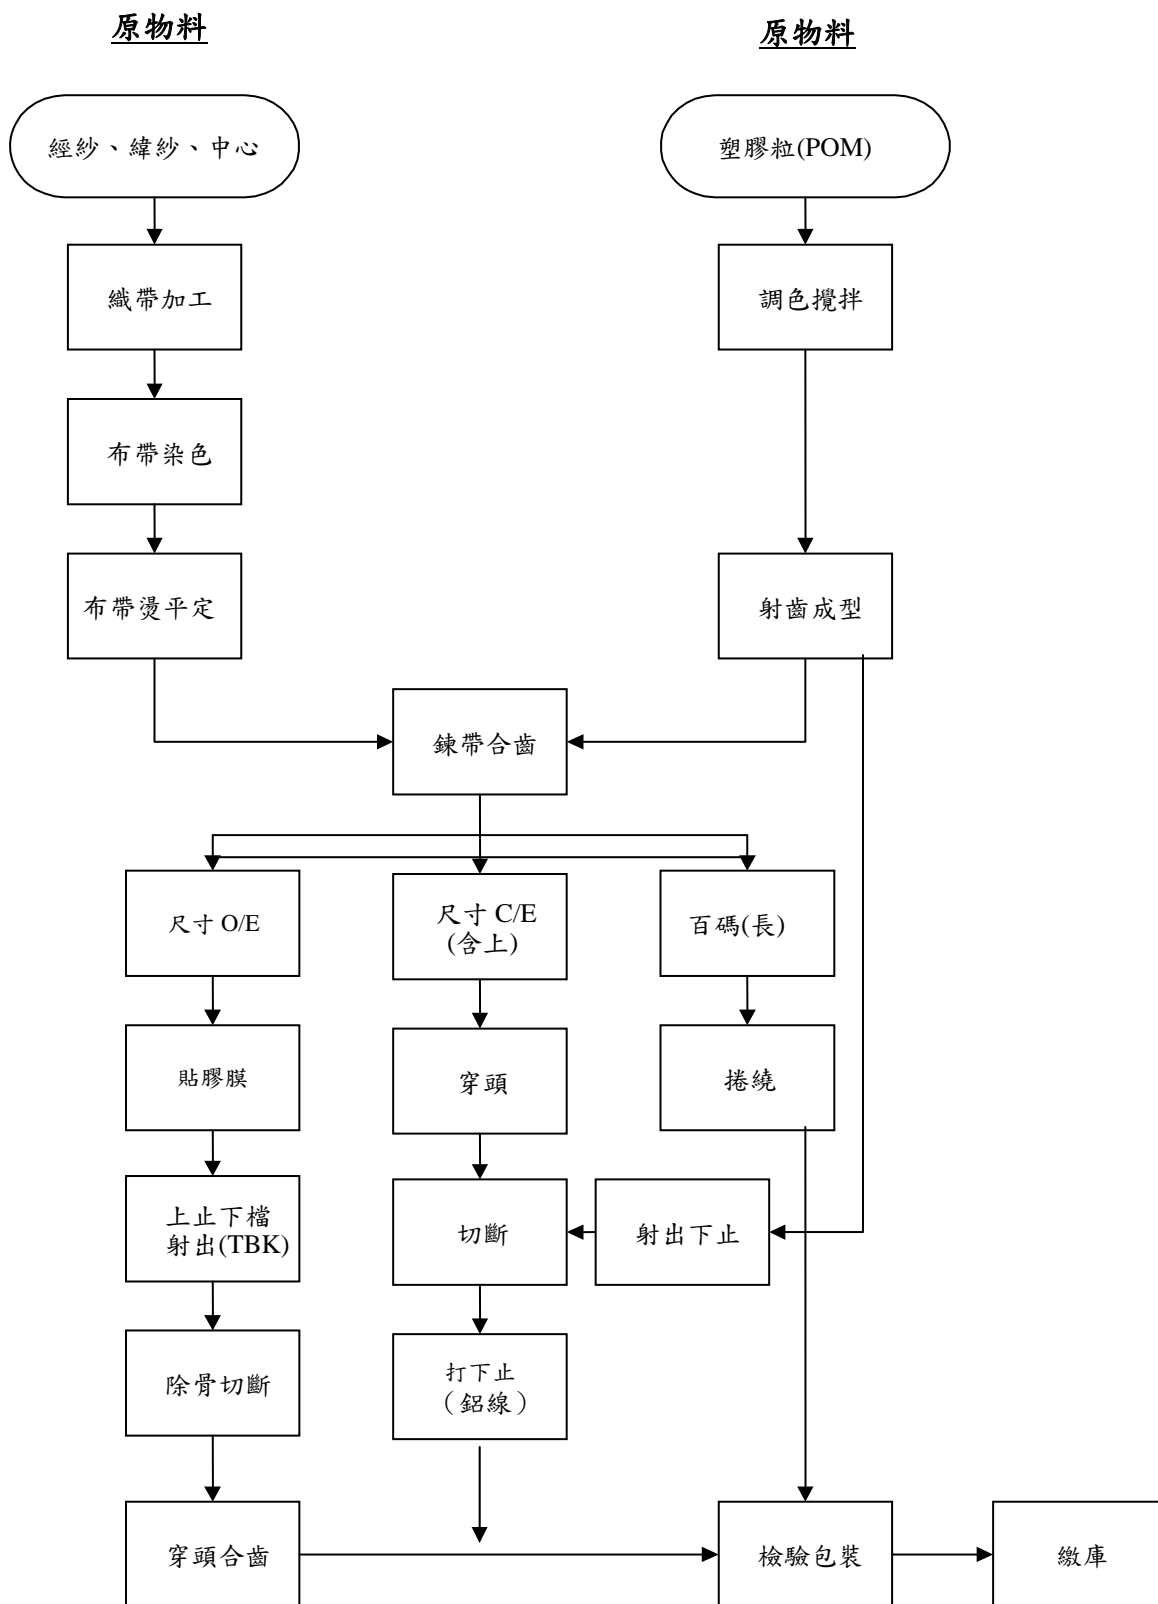 原物料
原物料
經紗、緯紗、中心
塑膠粒(POM)
織帶加工
調色攪拌
布帶染色
布帶燙平定
射齒成型
鍊帶合齒
尺寸 O/E
尺寸 C/E
(含上)
百碼(長)
貼膠膜
穿頭
捲繞
上止下檔
射出(TBK)
切斷
射出下止
除骨切斷
打下止
（鋁線）
穿頭合齒
檢驗包裝
繳庫